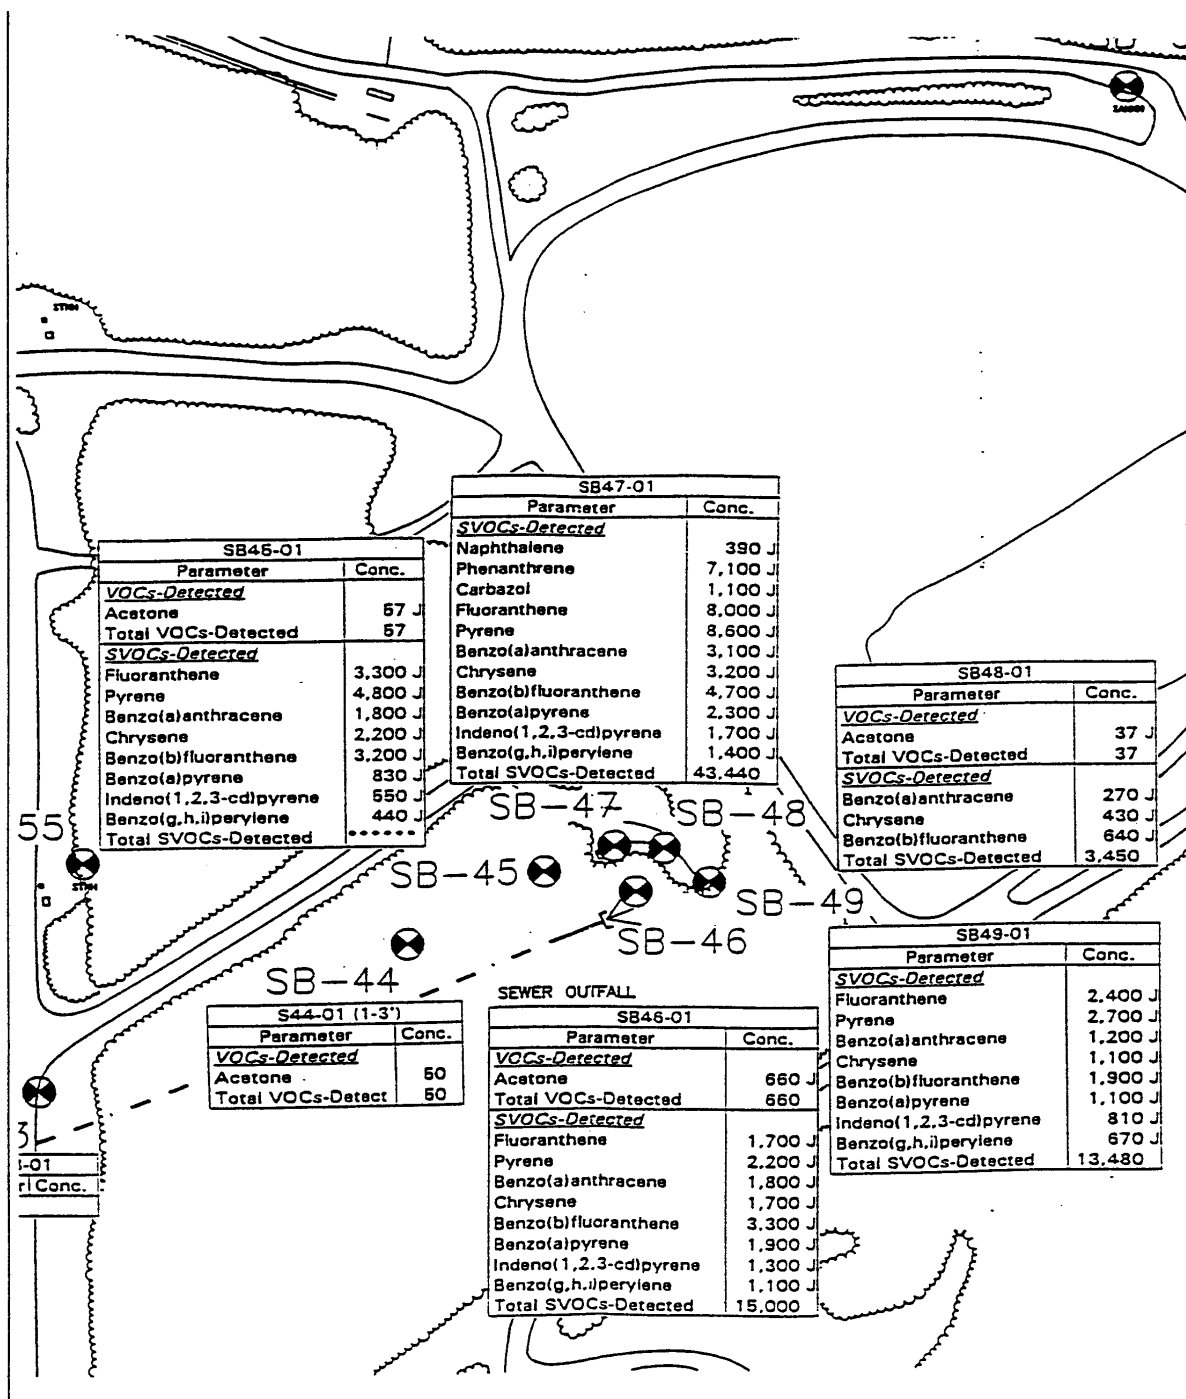 STMH
SB47-01
Parameter Conc.
SVOCs-Detected
Naphthalene 390 J
Phenanthrene 7,100 J
Carbazol 1,100 J
Fluoranthene 8,000 J
Pyrene 8,600 J
Benzo(a)anthracene 3,100 J
Chrysene 3,200 J
Benzo(b)fluoranthene 4,700 J
Benzo(a)pyrene 2,300 J
Indeno(1,2,3-cd)pyrene 1,700 J
Benzo(g,h,i)perylene 1,400 J
Total SVOCs-Detected 43,440
SB45-01
Parameter Conc.
VOCs-Detected
Acetone 57 J
Total VOCs-Detected 57
SVOCs-Detected
Fluoranthene 3,300 J
Pyrene 4,800 J
Benzo(a)anthracene 1,800 J
Chrysene 2,200 J
Benzo(b)fluoranthene 3,200 J
Benzo(a)pyrene 830 J
Indeno(1,2,3-cd)pyrene 550 J
Benzo(g,h,i)perylene 440 J
Total SVOCs-Detected *****
SB48-01
Parameter Conc.
VOCs-Detected
Acetone 37 J
Total VOCs-Detected 37
SVOCs-Detected
Benzo(a)anthracene 270 J
Chrysene 430 J
Benzo(b)fluoranthene 640 J
Total SVOCs-Detected 3,450
55
STMH
SB-47
SB-48
SB-45
SB-49
SB-46
SB-44
SEWER OUTFALL
S44-01 (1-3")
Parameter Conc.
VOCs-Detected
Acetone 50
Total VOCs-Detect 50
SB46-01
Parameter Conc.
VOCs-Detected
Acetone 660 J
Total VOCs-Detected 660
SVOCs-Detected
Fluoranthene 1,700 J
Pyrene 2,200 J
Benzo(a)anthracene 1,800 J
Chrysene 1,700 J
Benzo(b)fluoranthene 3,300 J
Benzo(a)pyrene 1,900 J
Indeno(1,2,3-cd)pyrene 1,300 J
Benzo(g,h,i)perylene 1,100 J
Total SVOCs-Detected 15,000
SB49-01
Parameter Conc.
SVOCs-Detected
Fluoranthene 2,400 J
Pyrene 2,700 J
Benzo(a)anthracene 1,200 J
Chrysene 1,100 J
Benzo(b)fluoranthene 1,900 J
Benzo(a)pyrene 1,100 J
Indeno(1,2,3-cd)pyrene 810 J
Benzo(g,h,i)perylene 670 J
Total SVOCs-Detected 13,480
3
-01
r Conc.